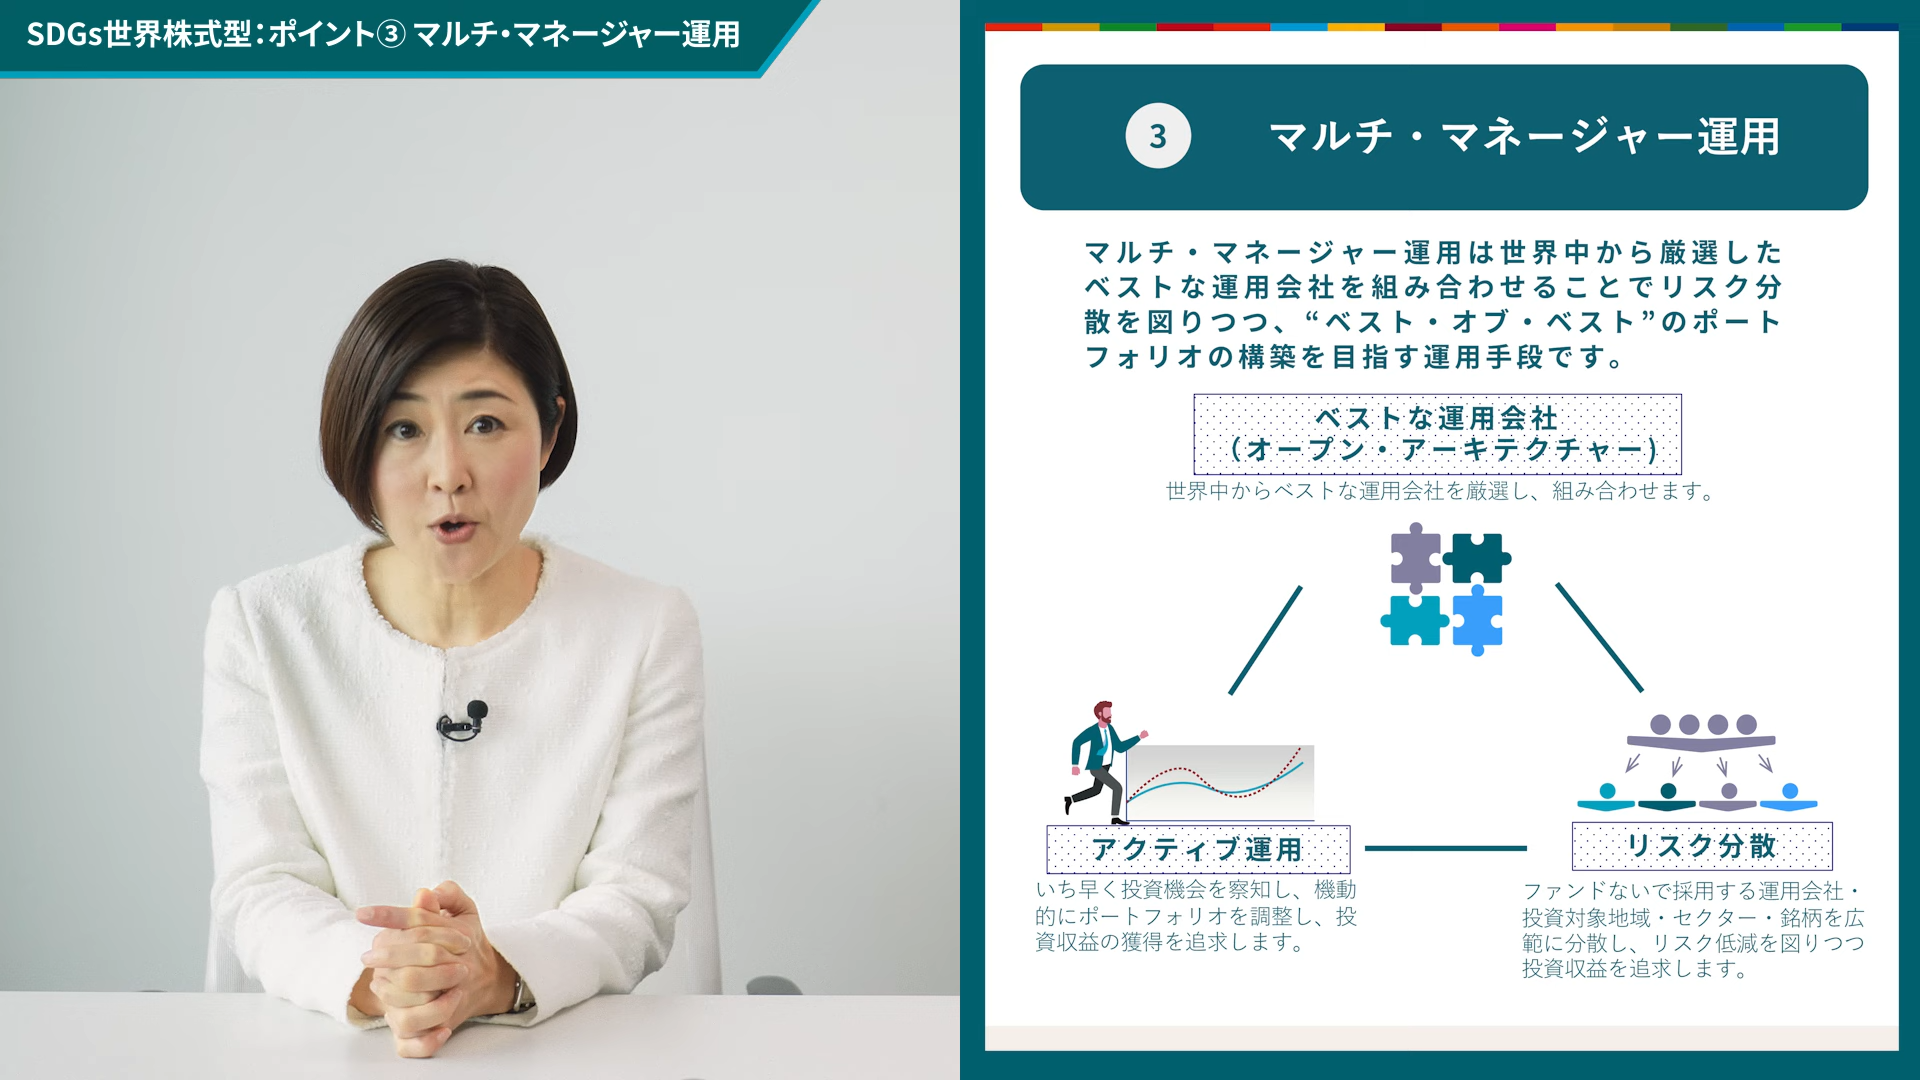 SDGs世界株式型：ポイント③ マルチ・マネージャー運用
3 マルチ・マネージャー運用
マルチ・マネージャー運用は世界中から厳選した
ベストな運用会社を組み合わせることでリスク分
散を図りつつ、“ベスト・オブ・ベスト”のポート
フォリオの構築を目指す運用手段です。
ベストな運用会社
（オープン・アーキテクチャー）
世界中からベストな運用会社を厳選し、組み合わせます。
アクティブ運用
いち早く投資機会を察知し、機動
的にポートフォリオを調整し、投
資収益の獲得を追求します。
リスク分散
ファンドないで採用する運用会社・
投資対象地域・セクター・銘柄を広
範に分散し、リスク低減を図りつつ
投資収益を追求します。